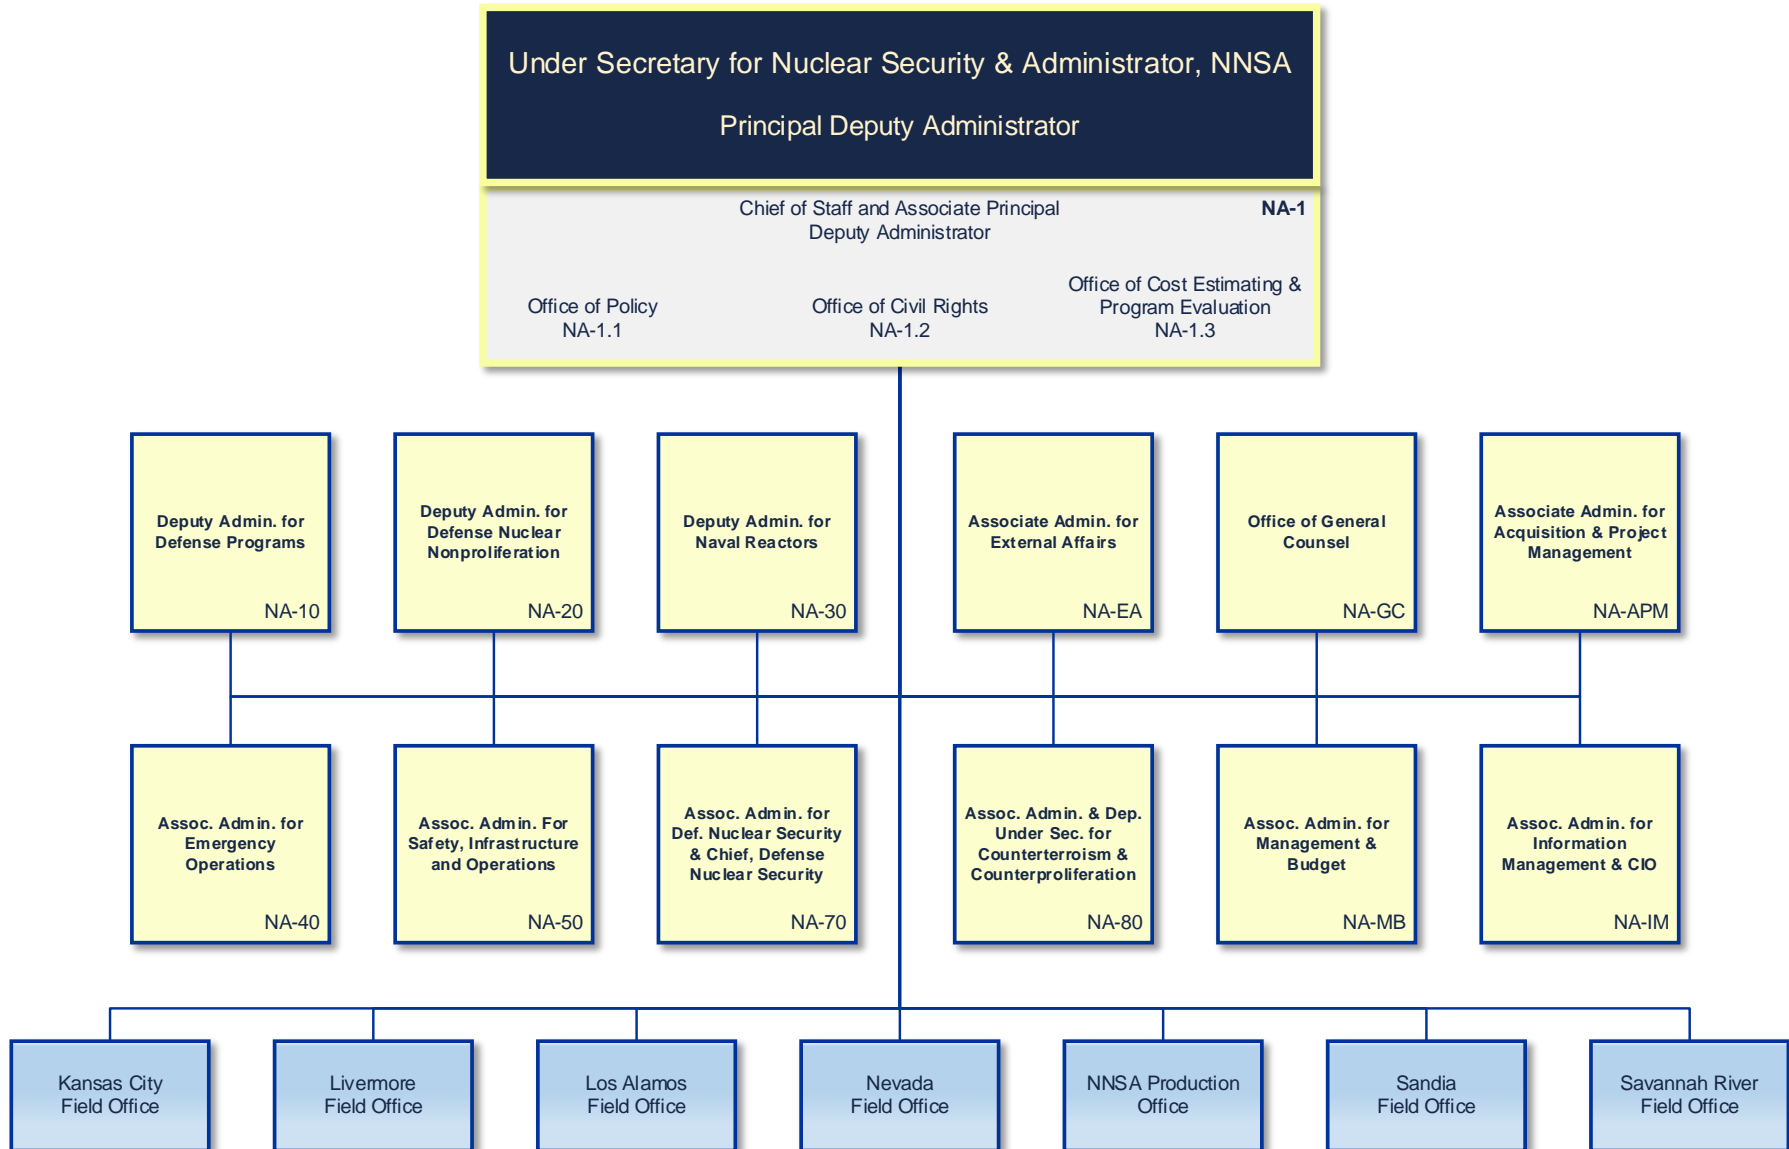 Under Secretary for Nuclear Security & Administrator, NNSA
Principal Deputy Administrator
Chief of Staff and Associate Principal
Deputy Administrator
NA-1
Office of Policy
NA-1.1
Office of Civil Rights
NA-1.2
Office of Cost Estimating &
Program Evaluation
NA-1.3
Deputy Admin. for
Defense Programs
NA-10
Deputy Admin. for
Defense Nuclear
Nonproliferation
NA-20
Deputy Admin. for
Naval Reactors
NA-30
Associate Admin. for
External Affairs
NA-EA
Office of General
Counsel
NA-GC
Associate Admin. for
Acquisition & Project
Management
NA-APM
Assoc. Admin. for
Emergency
Operations
NA-40
Assoc. Admin. For
Safety, Infrastructure
and Operations
NA-50
Assoc. Admin. for
Def. Nuclear Security
& Chief, Defense
Nuclear Security
NA-70
Assoc. Admin. & Dep.
Under Sec. for
Counterterroism &
Counterproliferation
NA-80
Assoc. Admin. for
Management &
Budget
NA-MB
Assoc. Admin. for
Information
Management & CIO
NA-IM
Kansas City
Field Office
Livermore
Field Office
Los Alamos
Field Office
Nevada
Field Office
NNSA Production
Office
Sandia
Field Office
Savannah River
Field Office